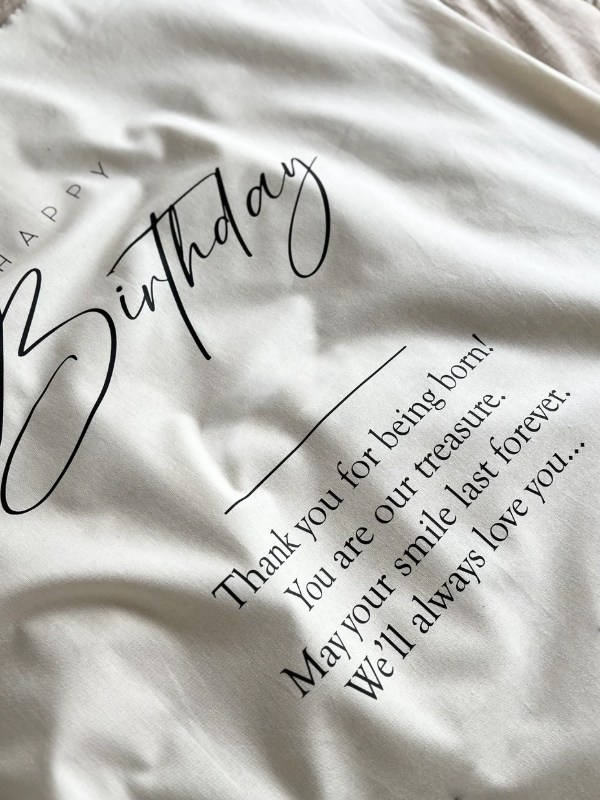 HAPPY
Birthday
Thank you for being born!
You are our treasure.
May your smile last forever.
We'll always love you...